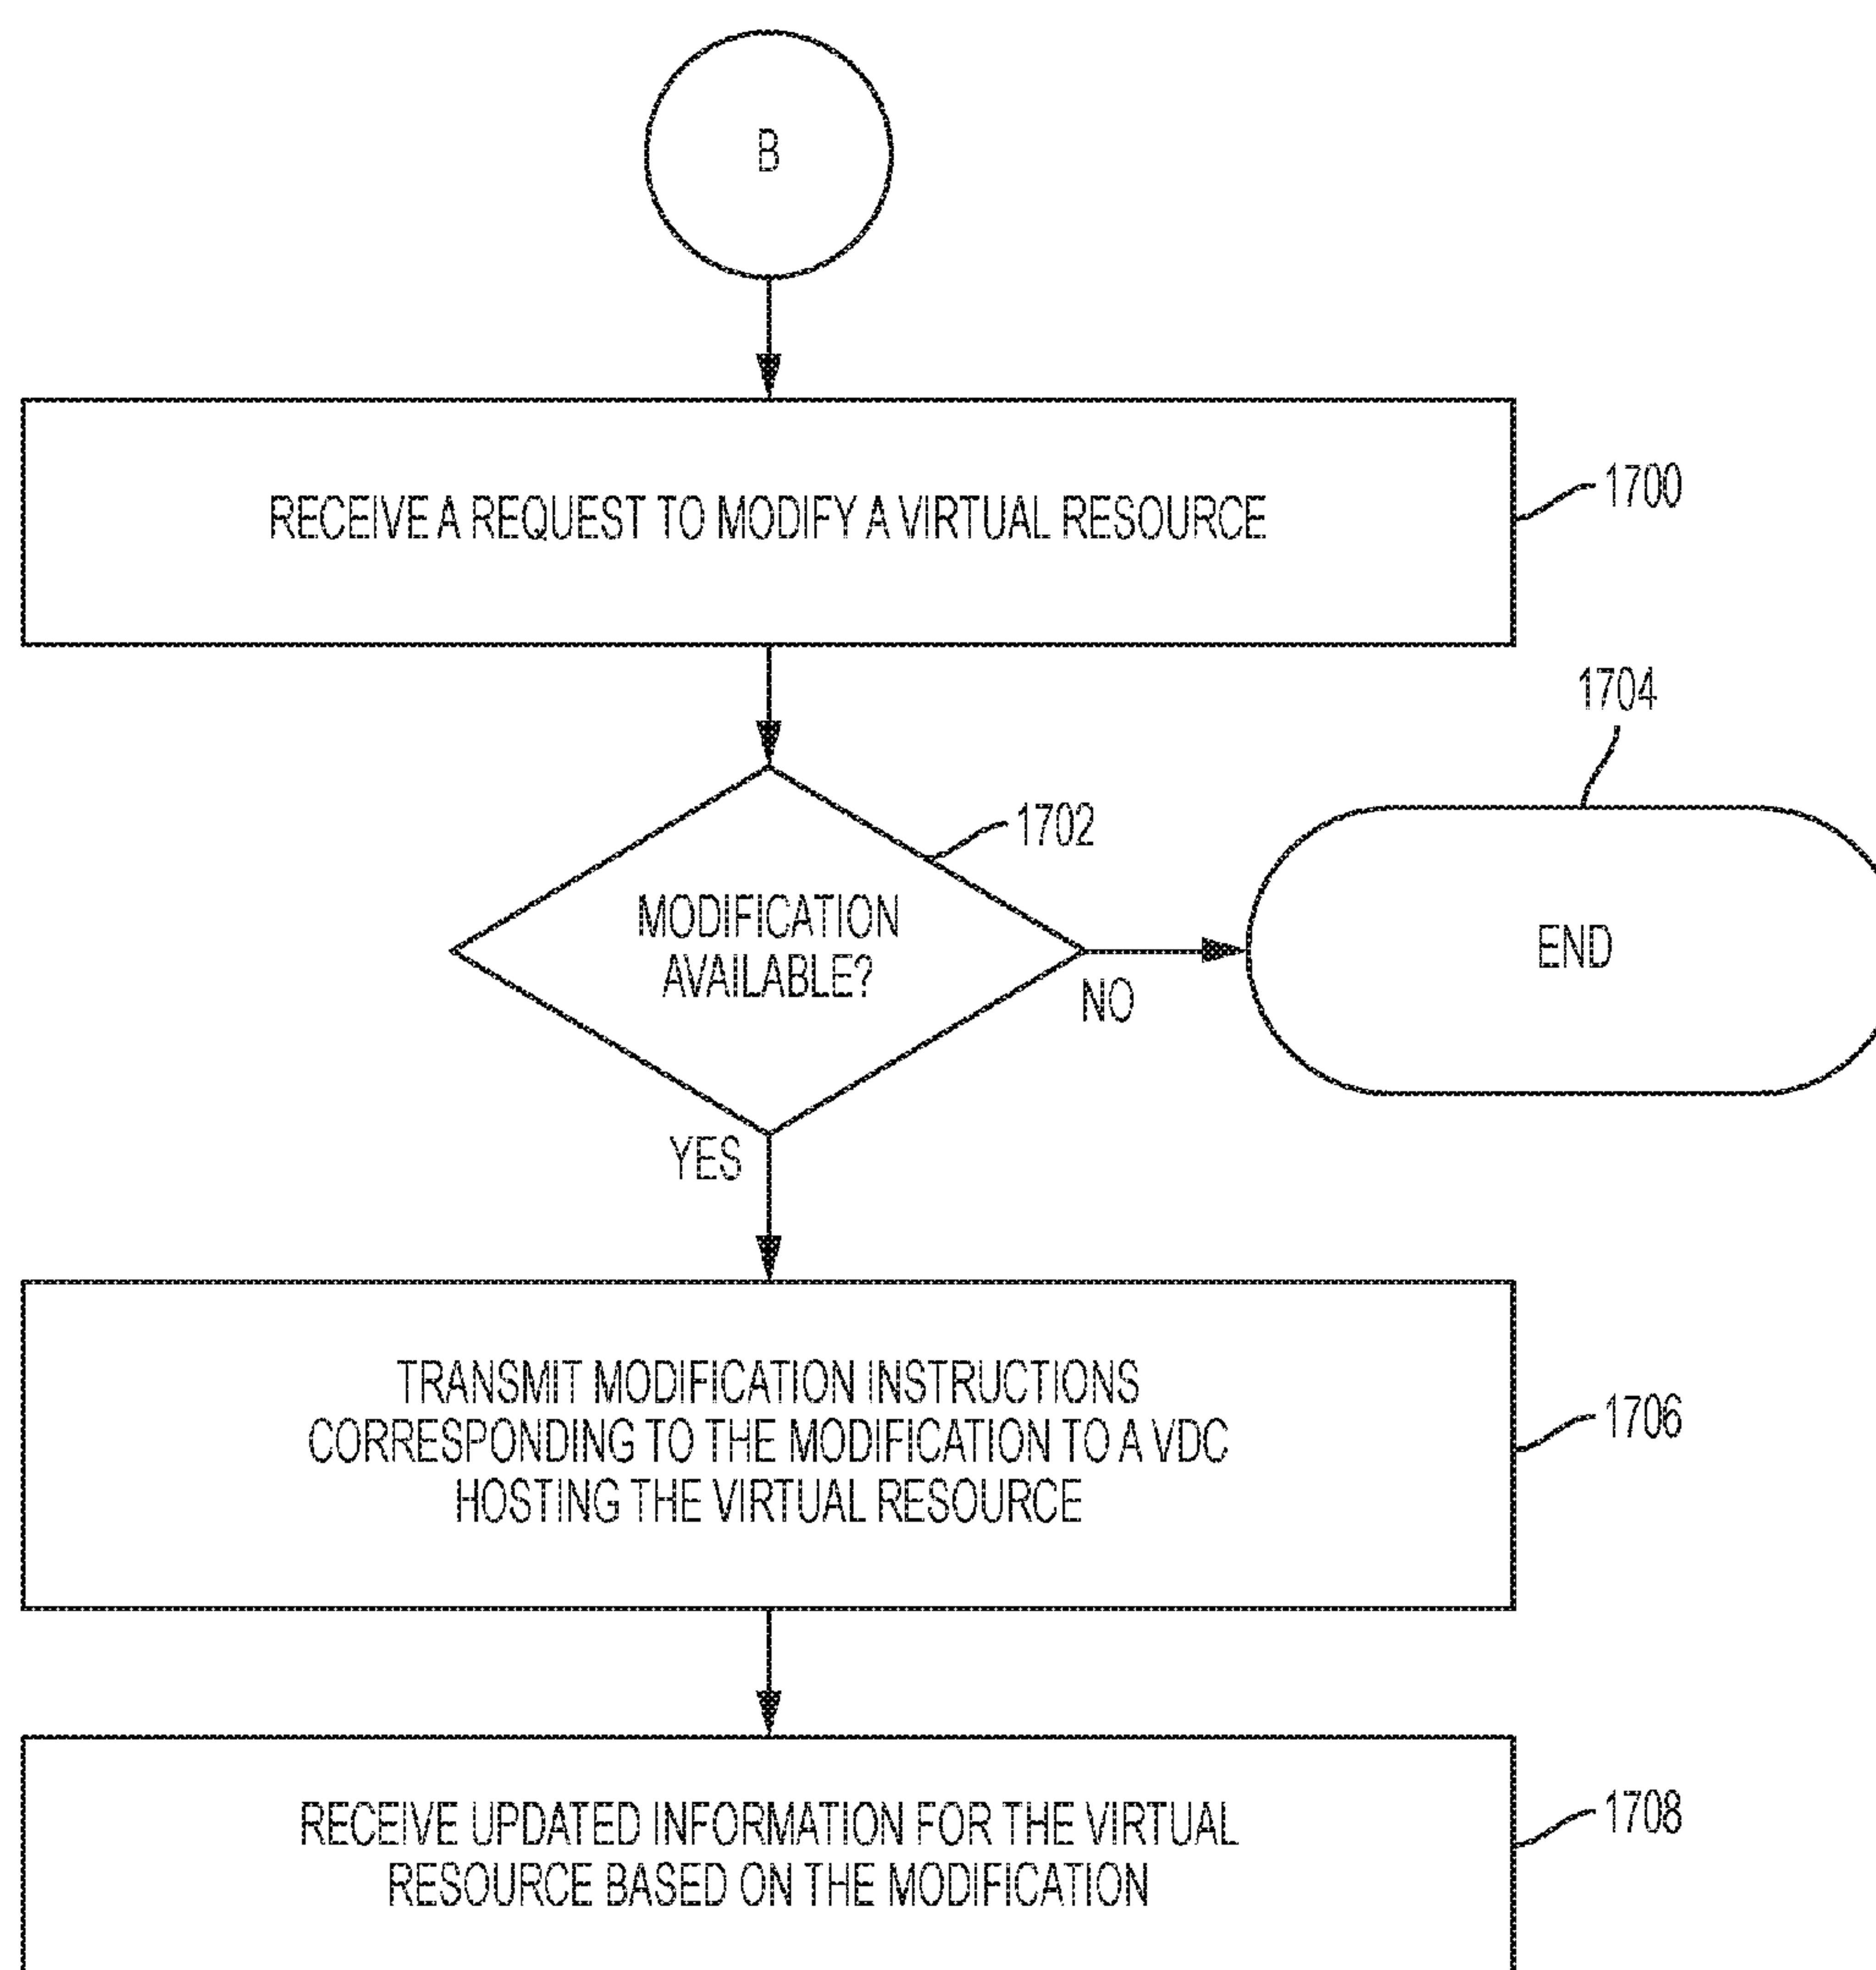 B
RECEIVE A REQUEST TO MODIFY A VIRTUAL RESOURCE
1700
1704
1702
MODIFICATION
AVAILABLE?
END
NO
YES
TRANSMIT MODIFICATION INSTRUCTIONS
CORRESPONDING TO THE MODIFICATION TO A VDC
HOSTING THE VIRTUAL RESOURCE
1706
RECEIVE UPDATED INFORMATION FOR THE VIRTUAL
RESOURCE BASED ON THE MODIFICATION
1708